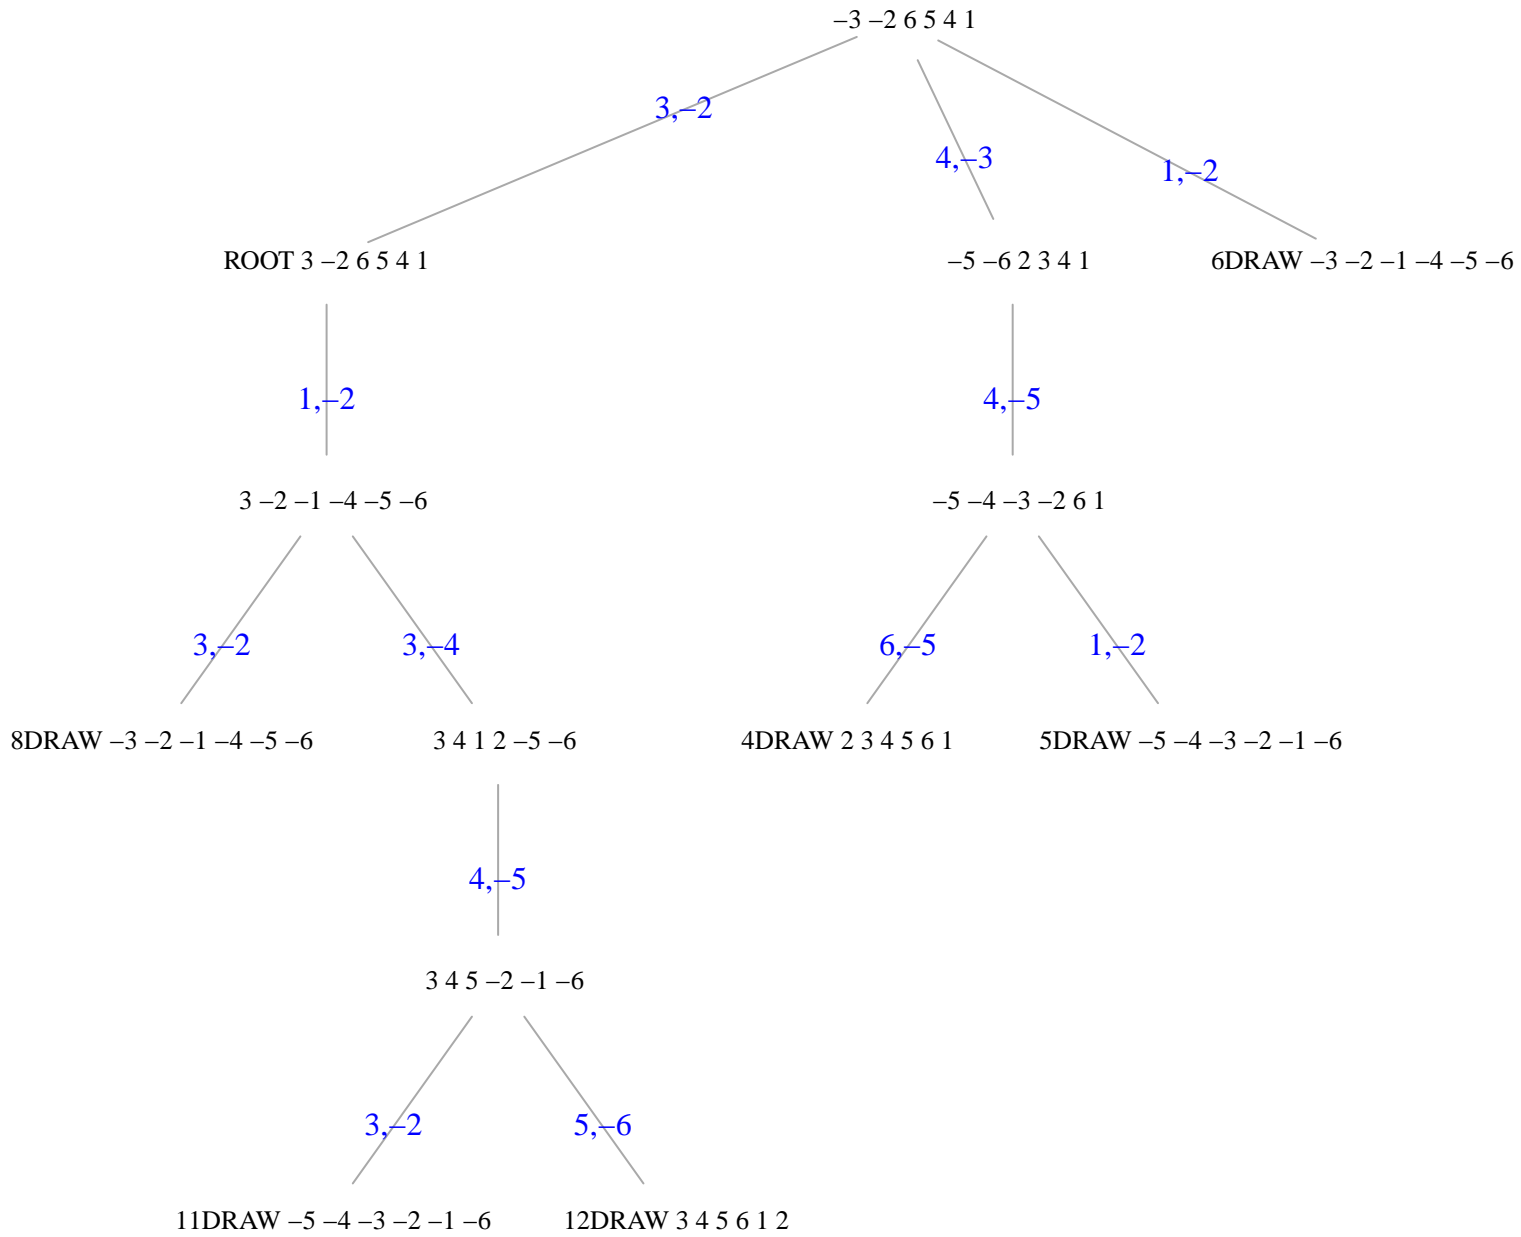 –3 –2 6 5 4 1
3,–2
4,–3
1,–2
ROOT 3 –2 6 5 4 1
–5 –6 2 3 4 1
6DRAW –3 –2 –1 –4 –5 –6
1,–2
4,–5
3 –2 –1 –4 –5 –6
–5 –4 –3 –2 6 1
3,–2
3,–4
6,–5
1,–2
8DRAW –3 –2 –1 –4 –5 –6
3 4 1 2 –5 –6
4DRAW 2 3 4 5 6 1
5DRAW –5 –4 –3 –2 –1 –6
4,–5
3 4 5 –2 –1 –6
3,–2
5,–6
11DRAW –5 –4 –3 –2 –1 –6
12DRAW 3 4 5 6 1 2